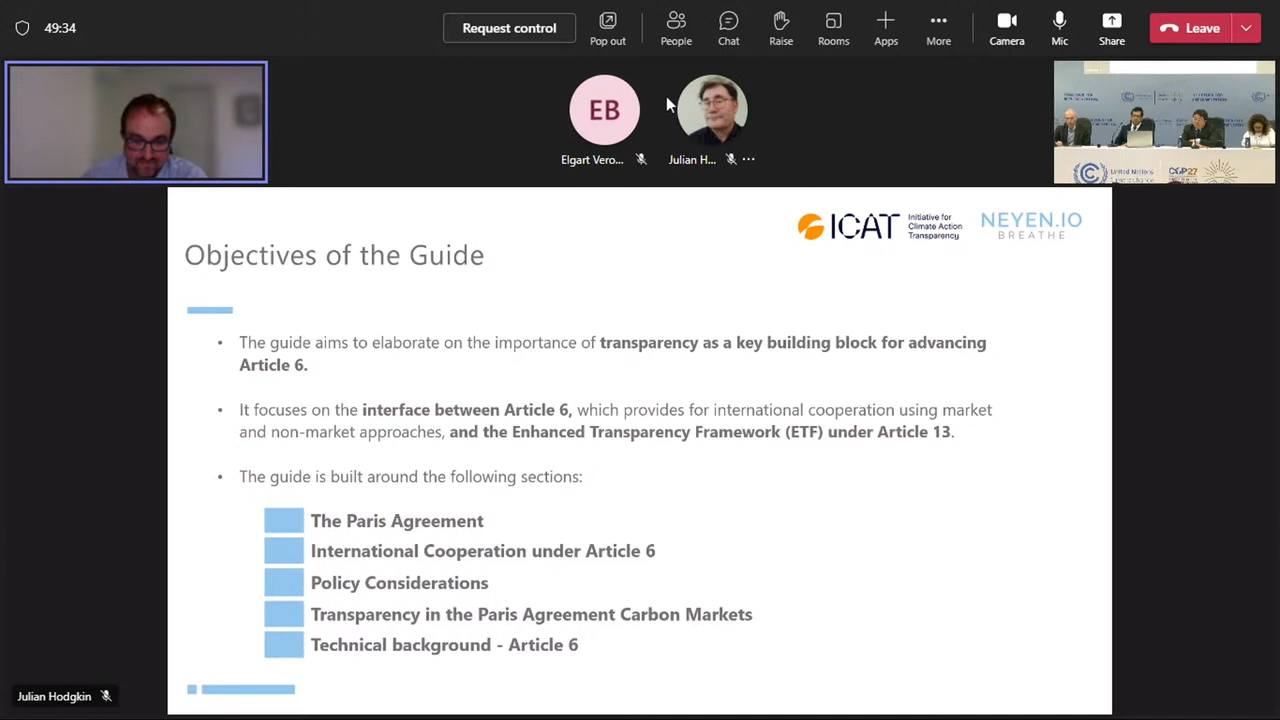 49:34
Request control
Pop out
People
Chat
Raise
Rooms
Apps
More
Camera
Mic
Share
Leave
EB
Elgart Vero...
Julian H...
United Nations
COP27
ICAT
Initiative for
Climate Action
Transparency
NEYEN.IO
BREATHE
Objectives of the Guide
• The guide aims to elaborate on the importance of transparency as a key building block for advancing
Article 6.
• It focuses on the interface between Article 6, which provides for international cooperation using market
and non-market approaches, and the Enhanced Transparency Framework (ETF) under Article 13.
• The guide is built around the following sections:
The Paris Agreement
International Cooperation under Article 6
Policy Considerations
Transparency in the Paris Agreement Carbon Markets
Technical background - Article 6
Julian Hodgkin